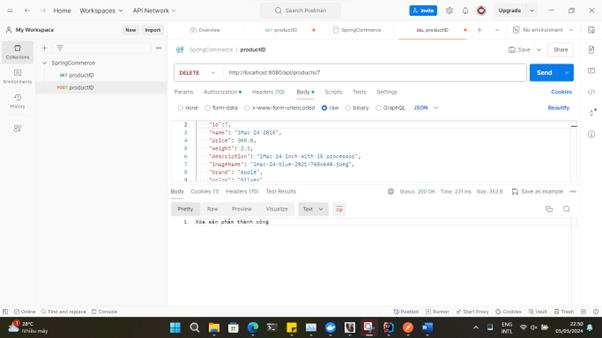 Home Workspaces API Network Search Postman Invite Upgrade
My Workspace New Import Overview GET productID SpringCommerce DEL productID No environment
Collections
Environments
History
SpringCommerce
GET productID
POST productID
SpringCommerce / productID Save Share
DELETE http://localhost:8080/api/products/7 Send
Params Authorization Headers (10) Body Scripts Tests Settings Cookies
none form-data x-www-form-urlencoded raw binary GraphQL JSON Beautify
2 "id":7,
3 "name": "iMac 24 2015",
4 "price": 300.0,
5 "weight": 2.3,
6 "description": "iMac 24 inch with i5 processor",
7 "imageName": "imac-24-blue-2021-768x640.jpeg",
8 "brand": "Apple",
9 "color": "Silver"
Body Cookies (1) Headers (10) Test Results Status: 200 OK Time: 231 ms Size: 353 B Save as example
Pretty Raw Preview Visualize Text
1 Xóa sản phẩm thành công
Online Find and replace Console Postbot Runner Start Proxy Cookies Vault Trash
28°C
Nhiều mây
ENG
INTL
22:50
05/05/2024